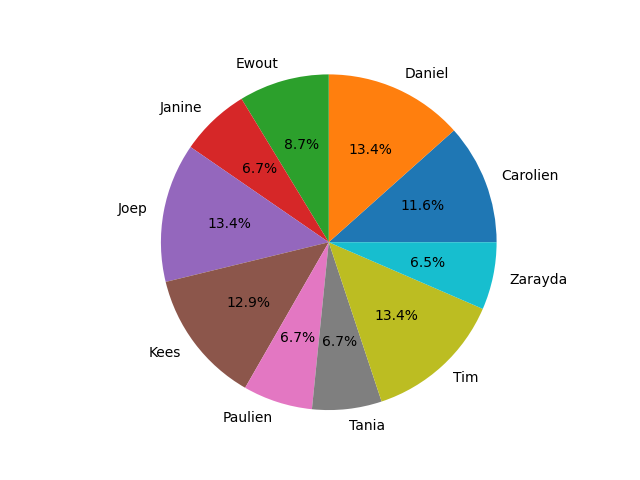 Ewout
Daniel
Janine
8.7%
13.4%
Carolien
6.7%
11.6%
Joep
13.4%
6.5%
Zarayda
12.9%
13.4%
Kees
6.7%
6.7%
Tim
Paulien
Tania